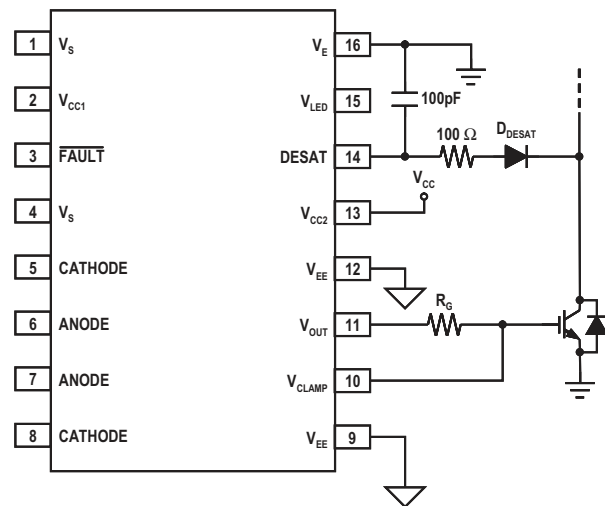 1 VS VE 16
2 VCC1 VLED 15 100pF
100 Ω DDESAT
3 FAULT DESAT 14
VCC
4 VS VCC2 13
5 CATHODE VEE 12
RG
6 ANODE VOUT 11
7 ANODE VCLAMP 10
8 CATHODE VEE 9